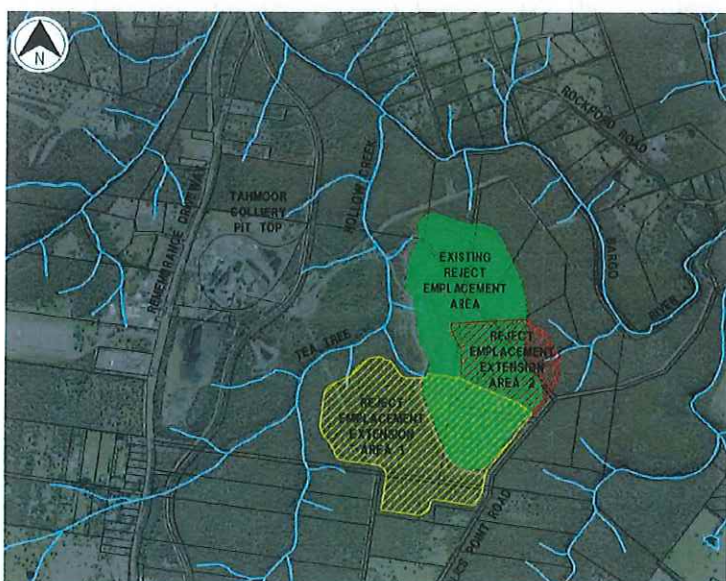 N
ROCKFORD ROAD
REMEMBRANCE DRIVEWAY
TAHMOOR
COLLIERY
PIT TOP
HOLLOW CREEK
BARGO
RIVER
EXISTING
REJECT
EMPLACEMENT
AREA
TEA TREE
REJECT
EMPLACEMENT
EXTENSION
AREA 2
REJECT
EMPLACEMENT
EXTENSION
AREA 1
POINT ROAD